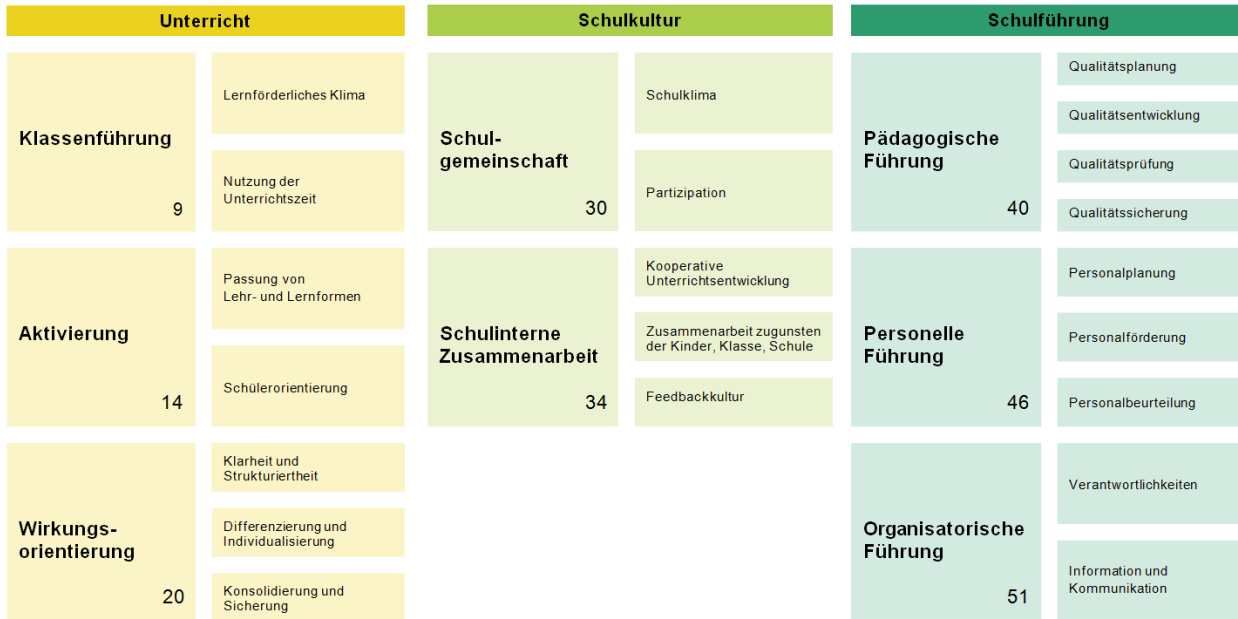 Unterricht
Klassenführung
9
Lernförderliches Klima
Nutzung der
Unterrichtszeit
Aktivierung
14
Passung von
Lehr- und Lernformen
Schülerorientierung
Wirkungs-
orientierung
20
Klarheit und
Strukturiertheit
Differenzierung und
Individualisierung
Konsolidierung und
Sicherung
Schulkultur
Schul-
gemeinschaft
30
Schulklima
Partizipation
Schulinterne
Zusammenarbeit
34
Kooperative
Unterrichtsentwicklung
Zusammenarbeit zugunsten
der Kinder, Klasse, Schule
Feedbackkultur
Schulführung
Pädagogische
Führung
40
Qualitätsplanung
Qualitätsentwicklung
Qualitätsprüfung
Qualitätssicherung
Personelle
Führung
46
Personalplanung
Personalförderung
Personalbeurteilung
Organisatorische
Führung
51
Verantwortlichkeiten
Information und
Kommunikation